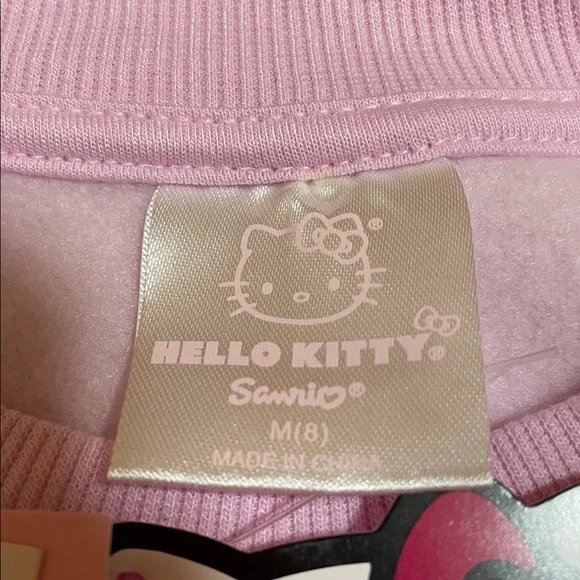 ®
HELLO KITTY®
Sanrio®
M(8)
MADE IN CHINA